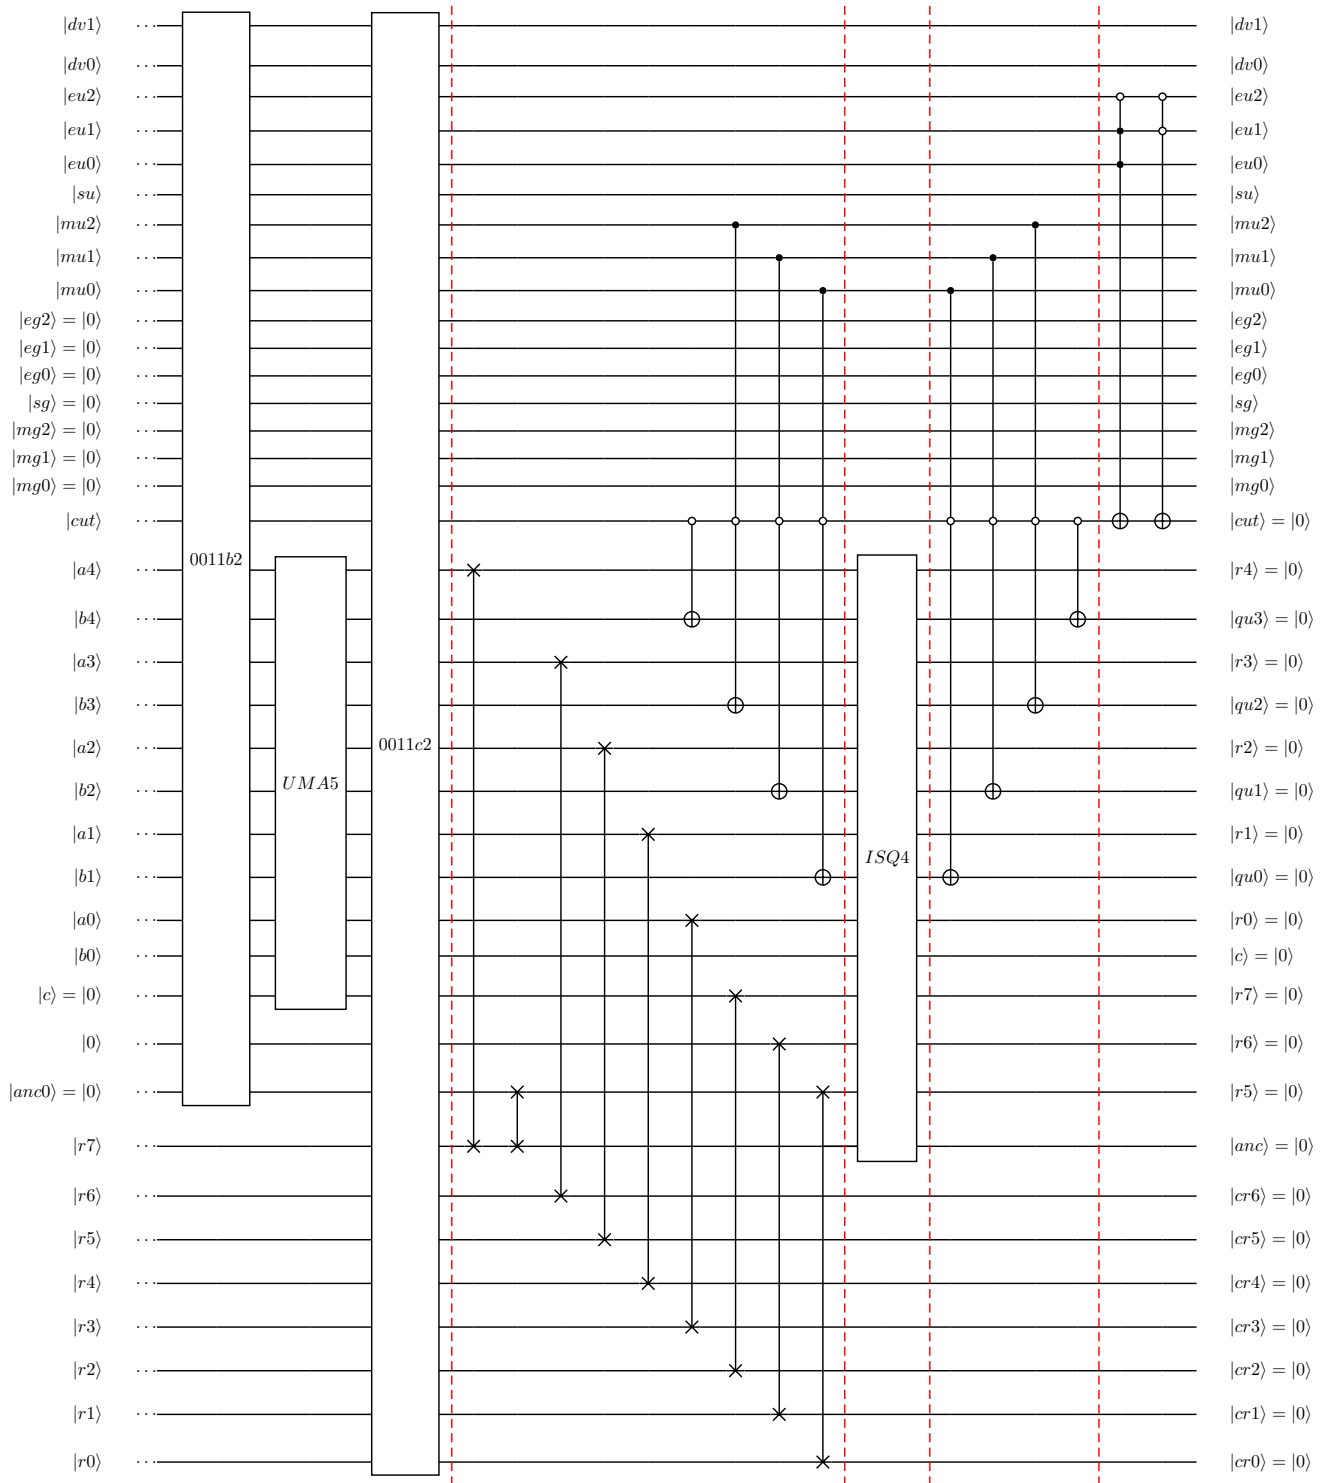 |dv1⟩ ··· |dv1⟩
|dv0⟩ ··· |dv0⟩
|eu2⟩ ··· |eu2⟩
|eu1⟩ ··· |eu1⟩
|eu0⟩ ··· |eu0⟩
|su⟩ ··· |su⟩
|mu2⟩ ··· |mu2⟩
|mu1⟩ ··· |mu1⟩
|mu0⟩ ··· |mu0⟩
|eg2⟩ = |0⟩ ··· |eg2⟩
|eg1⟩ = |0⟩ ··· |eg1⟩
|eg0⟩ = |0⟩ ··· |eg0⟩
|sg⟩ = |0⟩ ··· |sg⟩
|mg2⟩ = |0⟩ ··· |mg2⟩
|mg1⟩ = |0⟩ ··· |mg1⟩
|mg0⟩ = |0⟩ ··· |mg0⟩
|cut⟩ ··· |cut⟩ = |0⟩
0011b2
|a4⟩ ··· |r4⟩ = |0⟩
|b4⟩ ··· |qu3⟩ = |0⟩
|a3⟩ ··· |r3⟩ = |0⟩
|b3⟩ ··· |qu2⟩ = |0⟩
0011c2
|a2⟩ ··· |r2⟩ = |0⟩
UMA5
|b2⟩ ··· |qu1⟩ = |0⟩
|a1⟩ ··· |r1⟩ = |0⟩
ISQ4
|b1⟩ ··· |qu0⟩ = |0⟩
|a0⟩ ··· |r0⟩ = |0⟩
|b0⟩ ··· |c⟩ = |0⟩
|c⟩ = |0⟩ ··· |r7⟩ = |0⟩
|0⟩ ··· |r6⟩ = |0⟩
|anc0⟩ = |0⟩ ··· |r5⟩ = |0⟩
|r7⟩ ··· |anc⟩ = |0⟩
|r6⟩ ··· |cr6⟩ = |0⟩
|r5⟩ ··· |cr5⟩ = |0⟩
|r4⟩ ··· |cr4⟩ = |0⟩
|r3⟩ ··· |cr3⟩ = |0⟩
|r2⟩ ··· |cr2⟩ = |0⟩
|r1⟩ ··· |cr1⟩ = |0⟩
|r0⟩ ··· |cr0⟩ = |0⟩